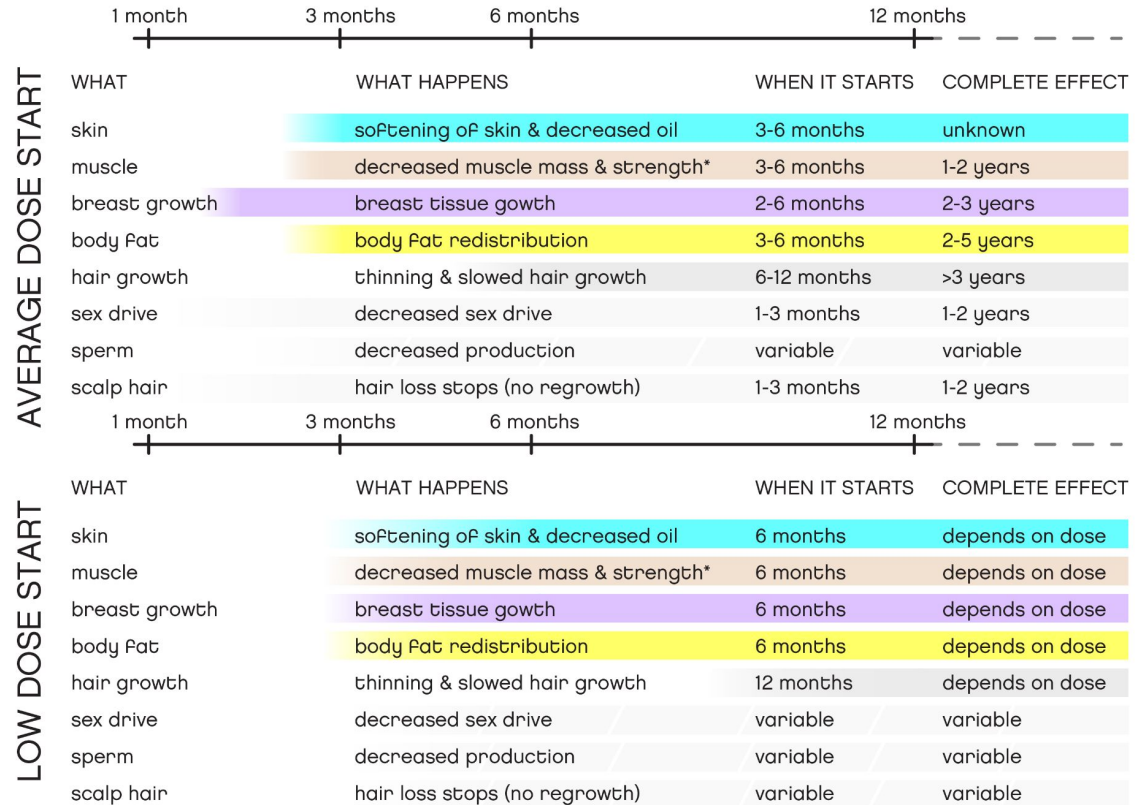 1 month 3 months 6 months 12 months
AVERAGE DOSE START
WHAT WHAT HAPPENS WHEN IT STARTS COMPLETE EFFECT
skin softening of skin & decreased oil 3-6 months unknown
muscle decreased muscle mass & strength* 3-6 months 1-2 years
breast growth breast tissue gowth 2-6 months 2-3 years
body fat body fat redistribution 3-6 months 2-5 years
hair growth thinning & slowed hair growth 6-12 months >3 years
sex drive decreased sex drive 1-3 months 1-2 years
sperm decreased production variable variable
scalp hair hair loss stops (no regrowth) 1-3 months 1-2 years
1 month 3 months 6 months 12 months
LOW DOSE START
WHAT WHAT HAPPENS WHEN IT STARTS COMPLETE EFFECT
skin softening of skin & decreased oil 6 months depends on dose
muscle decreased muscle mass & strength* 6 months depends on dose
breast growth breast tissue gowth 6 months depends on dose
body fat body fat redistribution 6 months depends on dose
hair growth thinning & slowed hair growth 12 months depends on dose
sex drive decreased sex drive variable variable
sperm decreased production variable variable
scalp hair hair loss stops (no regrowth) variable variable